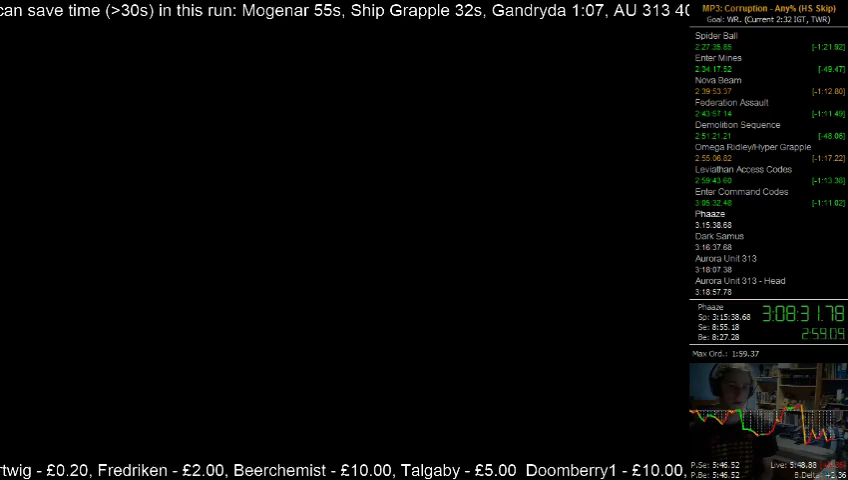 can save time (>30s) in this run: Mogenar 55s, Ship Grapple 32s, Gandryda 1:07, AU 313 40
MP3: Corruption - Any% (HS Skip)
Goal: WR. (Current 2:32 IGT, TWR)
Spider Ball
2:27:35.65 [-1:21.92]
Enter Mines
2:34:17.52 [-49.47]
Nova Beam
2:39:53.37 [-1:12.80]
Federation Assault
2:43:57.14 [-1:11.49]
Demolition Sequence
2:51:21.21 [-48.06]
Omega Ridley/Hyper Grapple
2:55:06.82 [-1:17.22]
Leviathan Access Codes
2:59:43.60 [-1:13.38]
Enter Command Codes
3:05:32.48 [-1:11.02]
Phaaze
3:15:38.68
Dark Samus
3:16:37.68
Aurora Unit 313
3:18:07.38
Aurora Unit 313 - Head
3:18:57.78
Phaaze
Sp: 3:15:38.68 3:08:31.78
Se: 8:55.18 2:59.09
Be: 8:27.28
Max Ord.: 1:59.37
P.Se: 5:46.52 Live: 5:48.88
P.Be: 5:46.52 B.Delta: +2.36
rtwig - £0.20, Fredriken - £2.00, Beerchemist - £10.00, Talgaby - £5.00 Doomberry1 - £10.00,